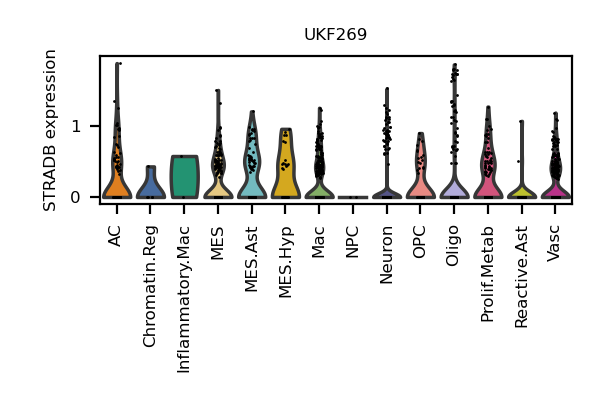 UKF269
STRADB expression
1
0
AC
Chromatin.Reg
Inflammatory.Mac
MES
MES.Ast
MES.Hyp
Mac
NPC
Neuron
OPC
Oligo
Prolif.Metab
Reactive.Ast
Vasc